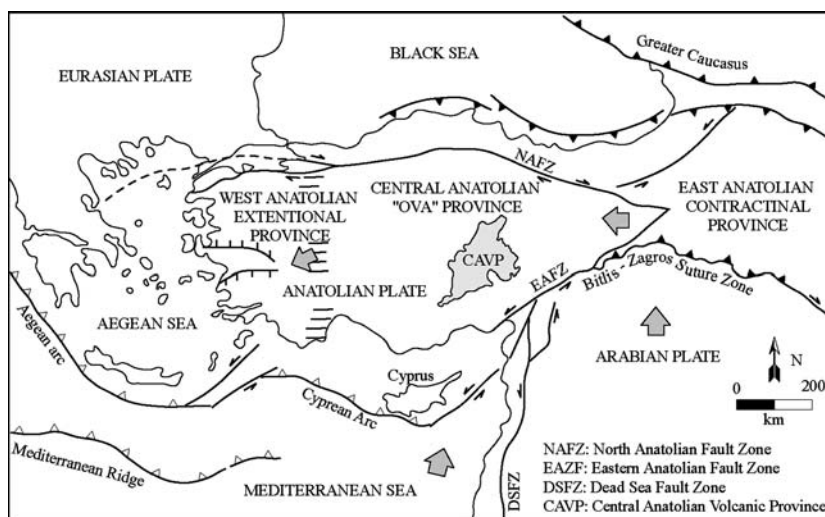 BLACK SEA
Greater Caucasus
EURASIAN PLATE
NAFZ
WEST ANATOLIAN
EXTENTIONAL
PROVINCE
CENTRAL ANATOLIAN
"OVA" PROVINCE
EAST ANATOLIAN
CONTRACTINAL
PROVINCE
CAVP
EAFZ
Bitlis - Zagros Suture Zone
ANATOLIAN PLATE
AEGEAN SEA
Aegean arc
ARABIAN PLATE
N
Cyprus
Cyprean Arc
0 200
km
Mediterranean Ridge
MEDITERRANEAN SEA
DSFZ
NAFZ: North Anatolian Fault Zone
EAZF: Eastern Anatolian Fault Zone
DSFZ: Dead Sea Fault Zone
CAVP: Central Anatolian Volcanic Province